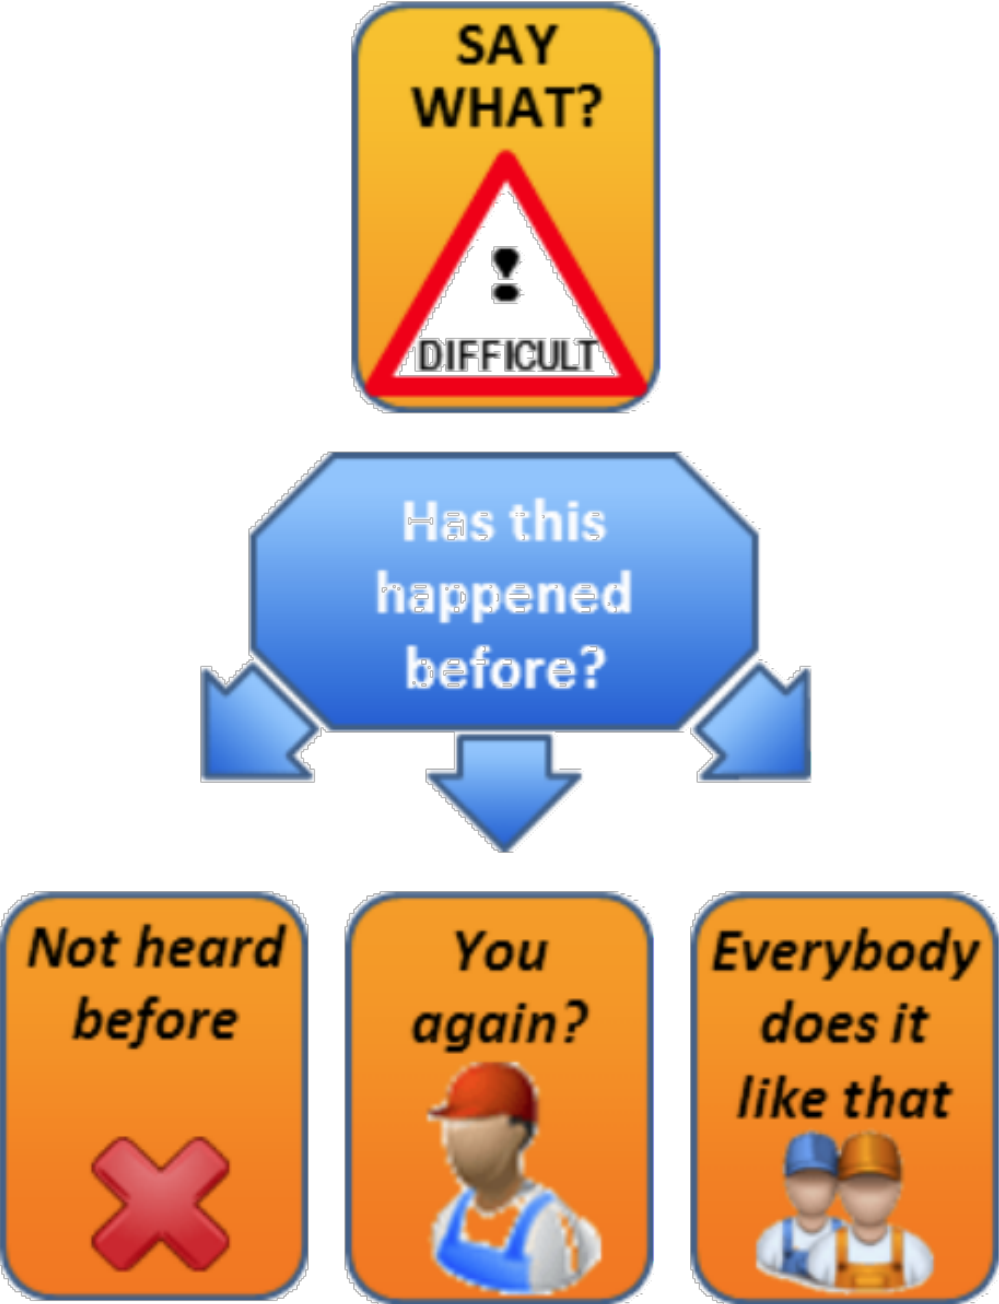 SAY
WHAT?
!
DIFFICULT
Has this
happened
before?
Not heard
before
You
again?
Everybody
does it
like that